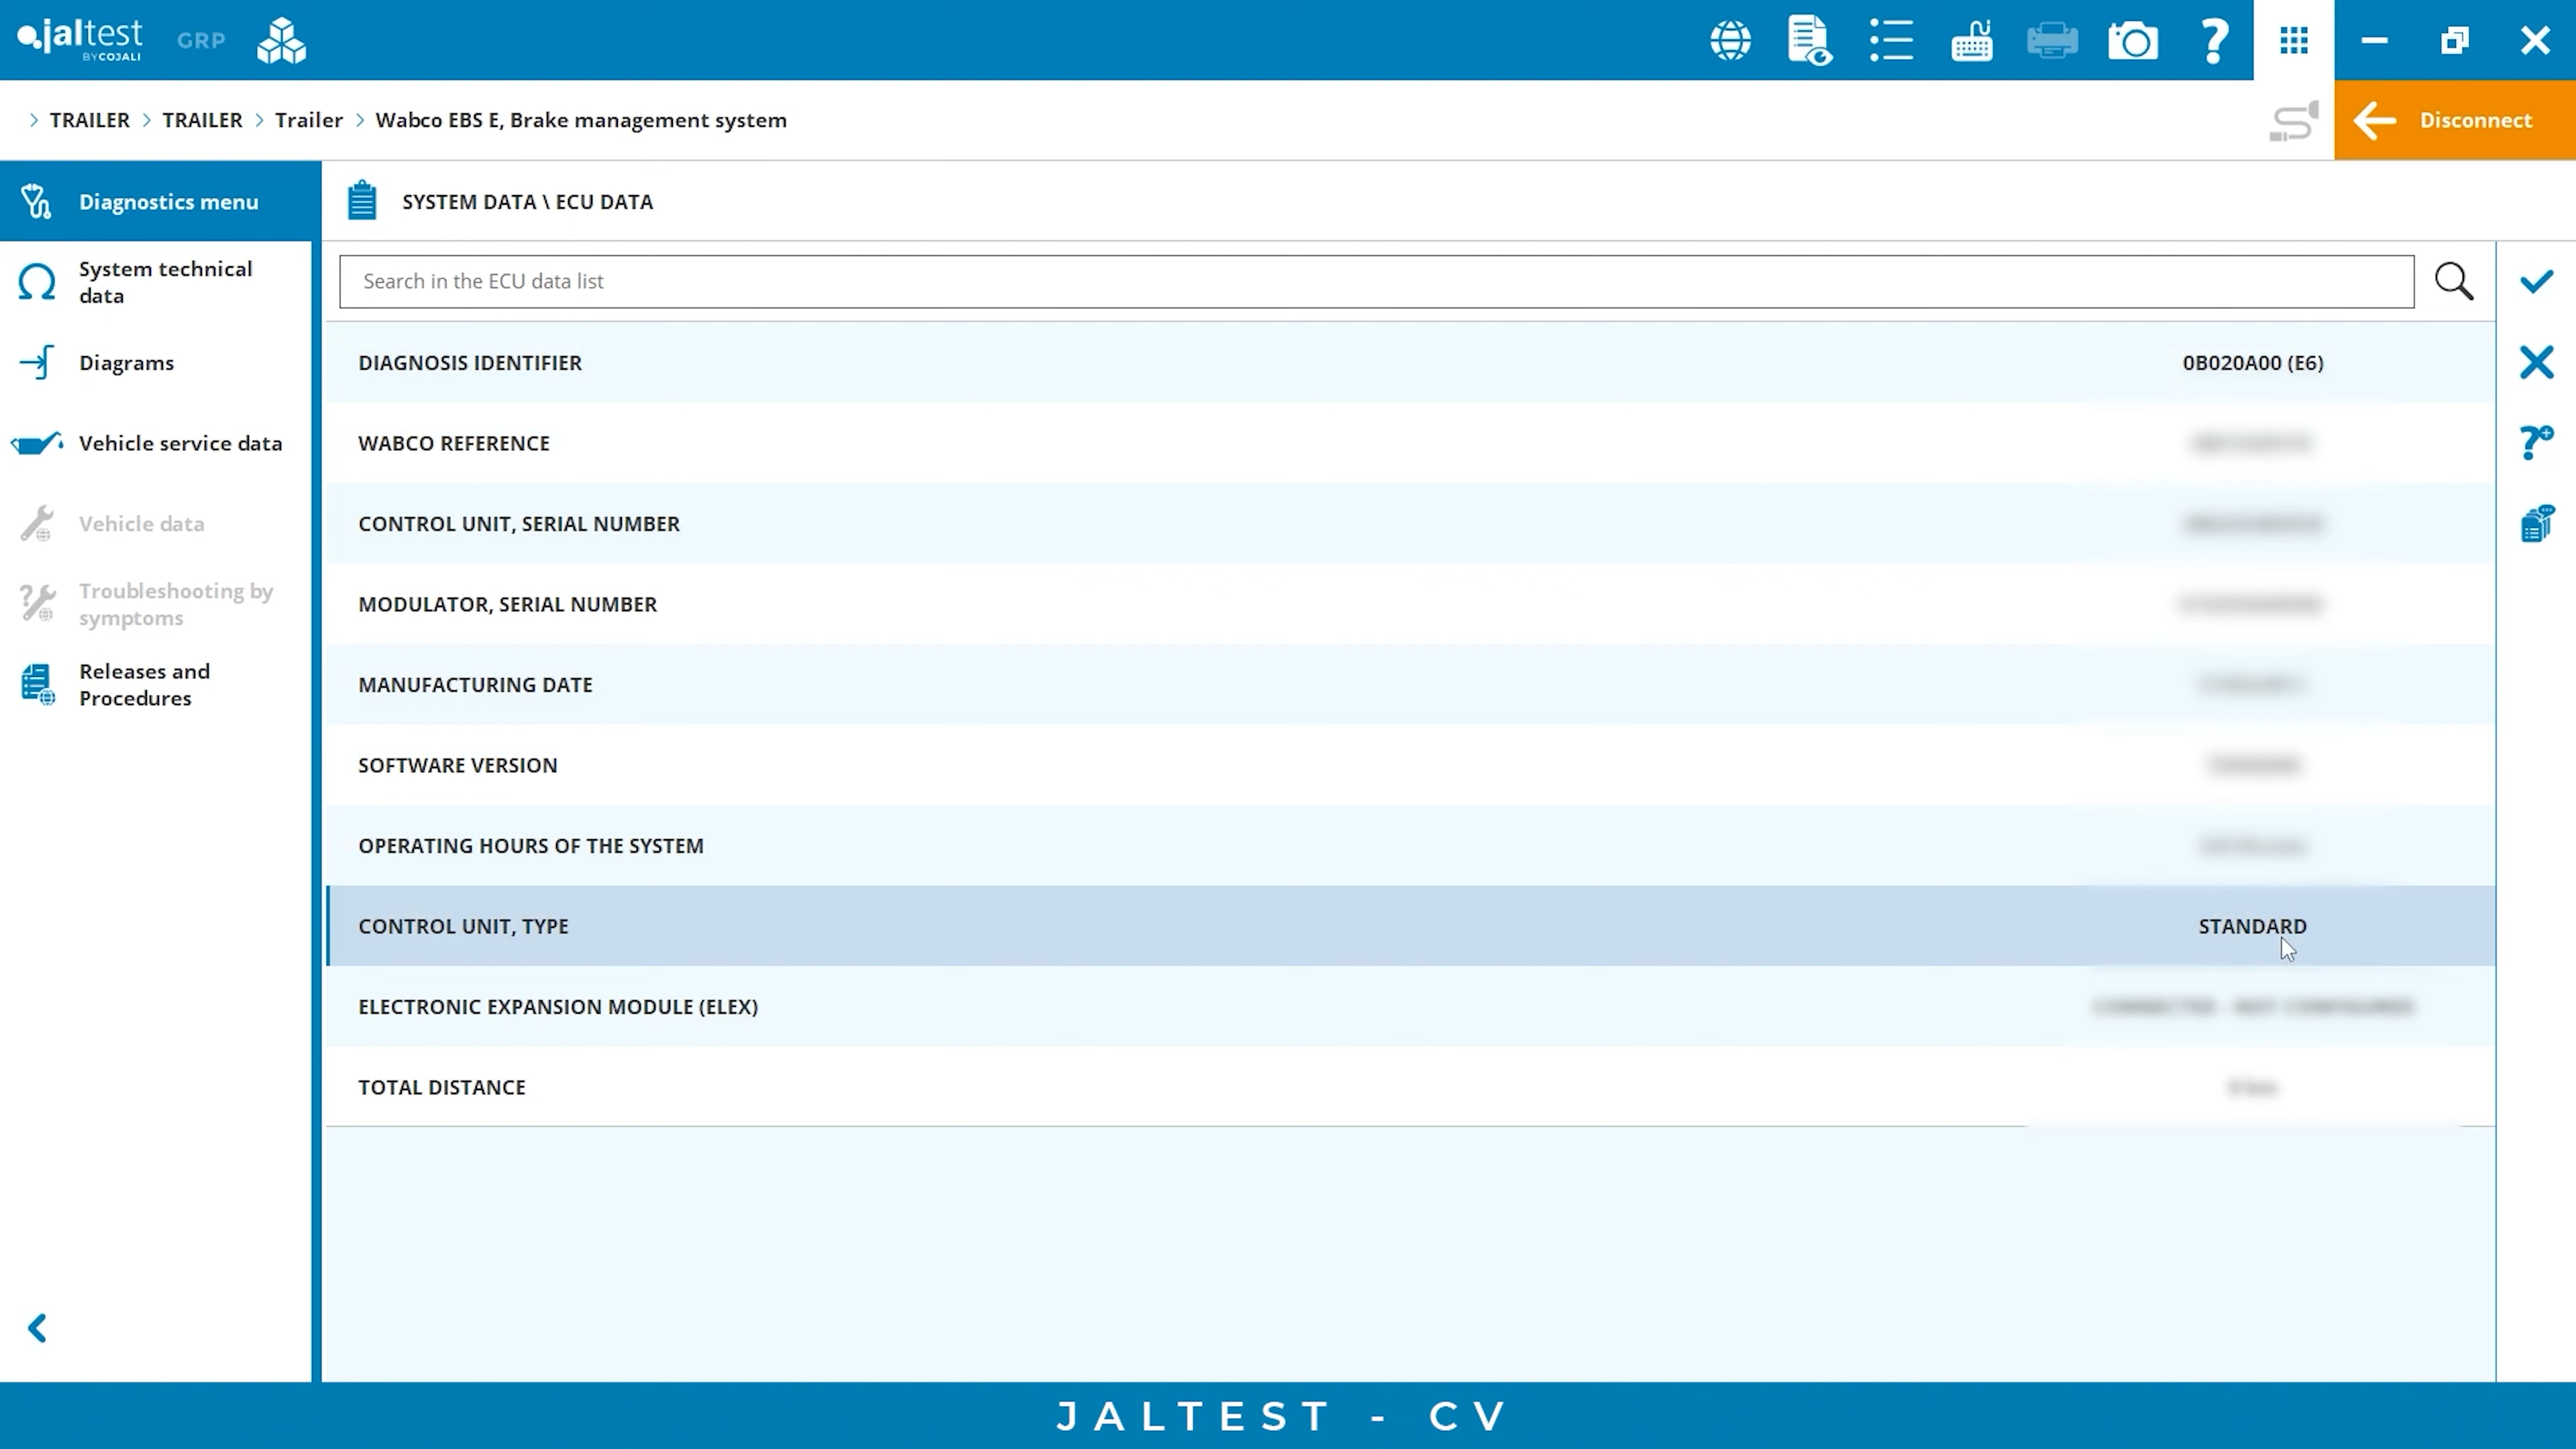 jaltest
BY COJALI
GRP
> TRAILER > TRAILER > Trailer > Wabco EBS E, Brake management system
Disconnect
Diagnostics menu
System technical
data
Diagrams
Vehicle service data
Vehicle data
Troubleshooting by
symptoms
Releases and
Procedures
SYSTEM DATA \ ECU DATA
Search in the ECU data list
DIAGNOSIS IDENTIFIER 0B020A00 (E6)
WABCO REFERENCE
CONTROL UNIT, SERIAL NUMBER
MODULATOR, SERIAL NUMBER
MANUFACTURING DATE
SOFTWARE VERSION
OPERATING HOURS OF THE SYSTEM
CONTROL UNIT, TYPE STANDARD
ELECTRONIC EXPANSION MODULE (ELEX)
TOTAL DISTANCE
JALTEST - CV